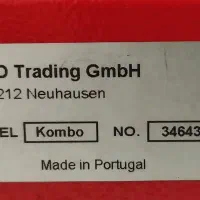 O Trading GmbH
212 Neuhausen
EL Kombo NO. 34643
Made in Portugal